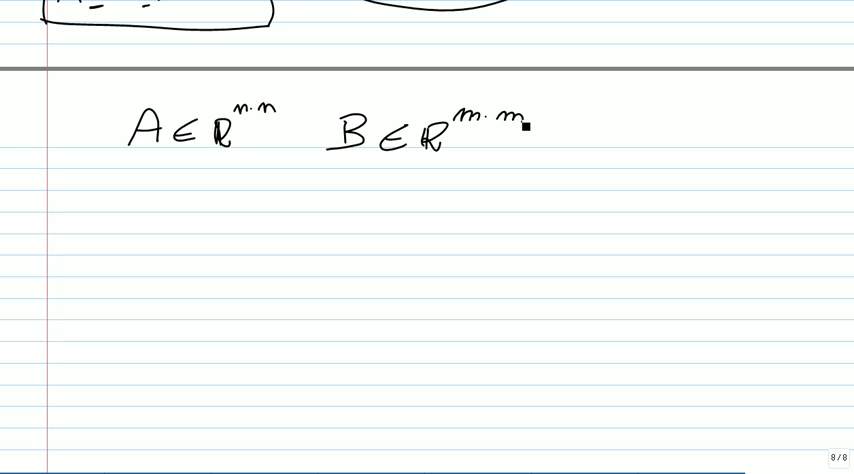 A ∈ ℝ^{n·n} B ∈ ℝ^{m·m}
8/8